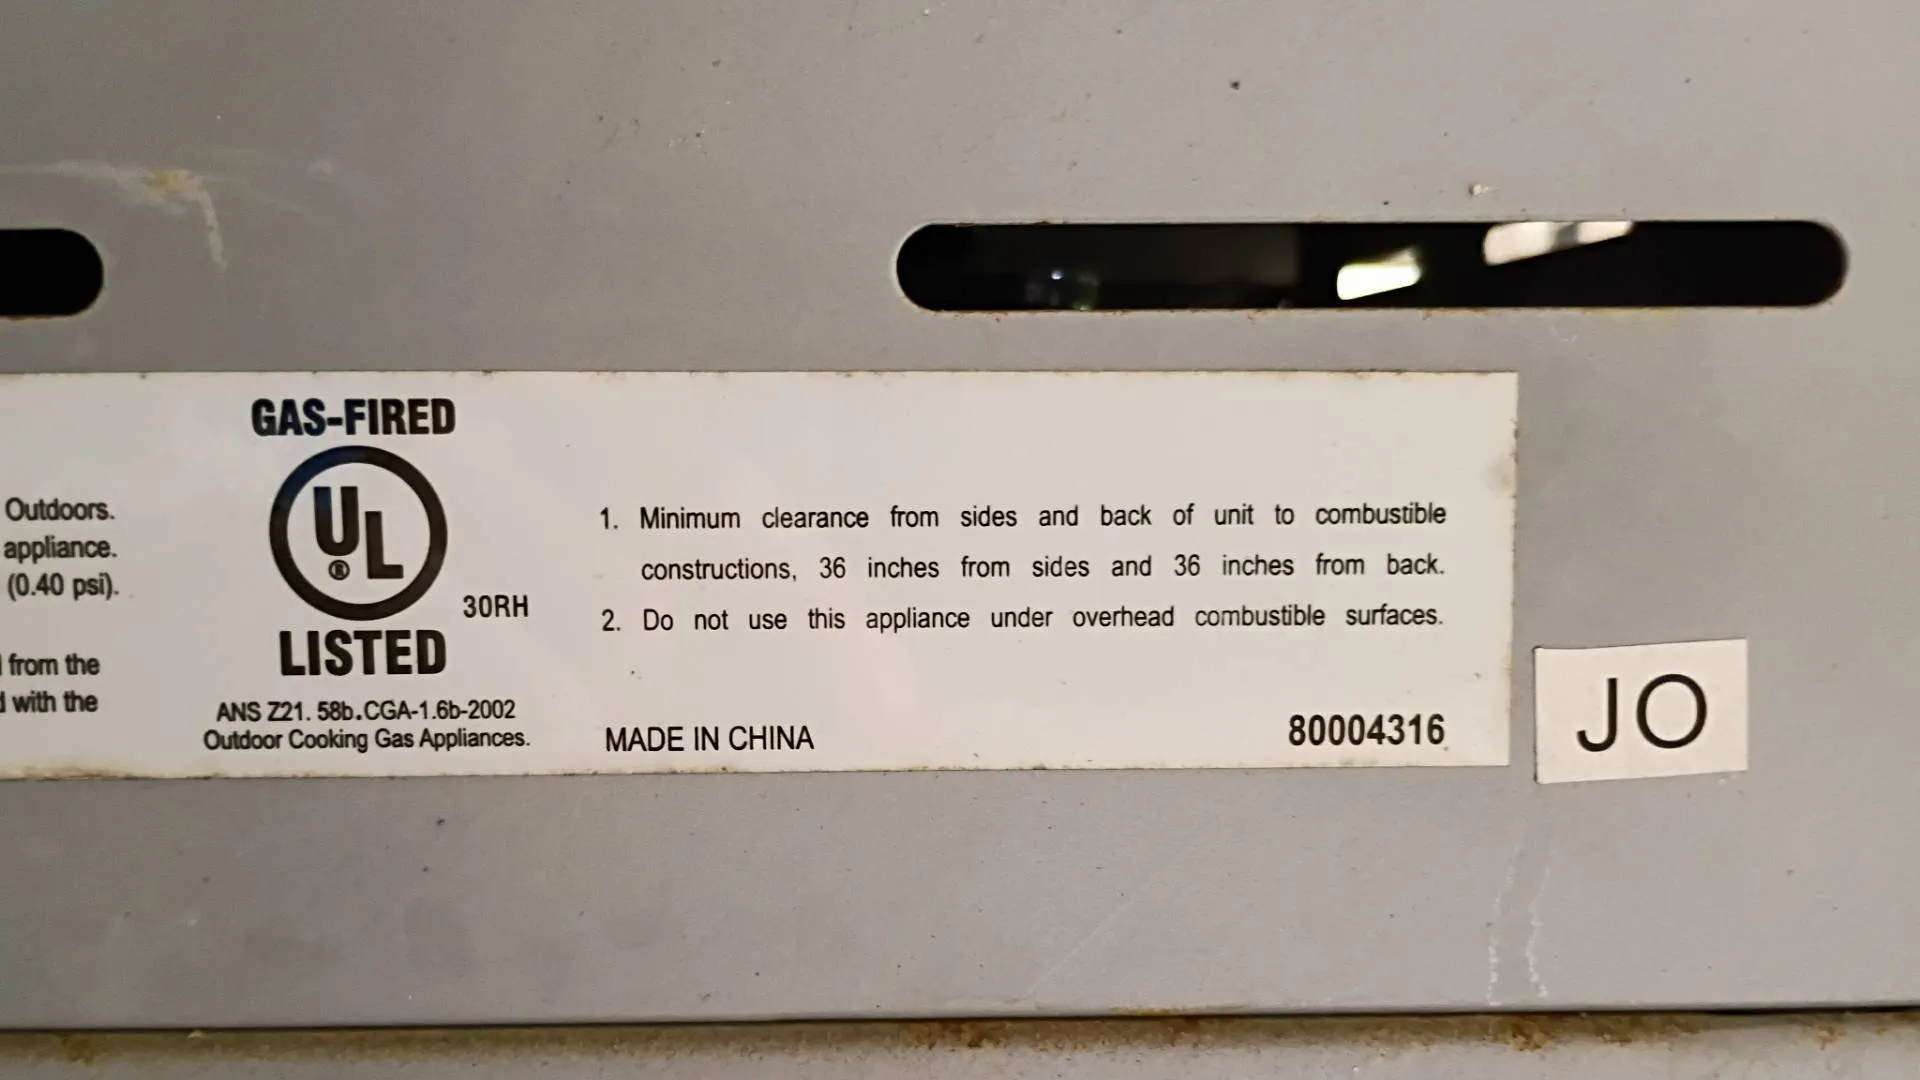 Outdoors.
appliance.
(0.40 psi).
from the
with the
GAS-FIRED
UL
®
30RH
LISTED
ANS Z21. 58b.CGA-1.6b-2002
Outdoor Cooking Gas Appliances.
1. Minimum clearance from sides and back of unit to combustible
constructions, 36 inches from sides and 36 inches from back.
2. Do not use this appliance under overhead combustible surfaces.
MADE IN CHINA
80004316
JO